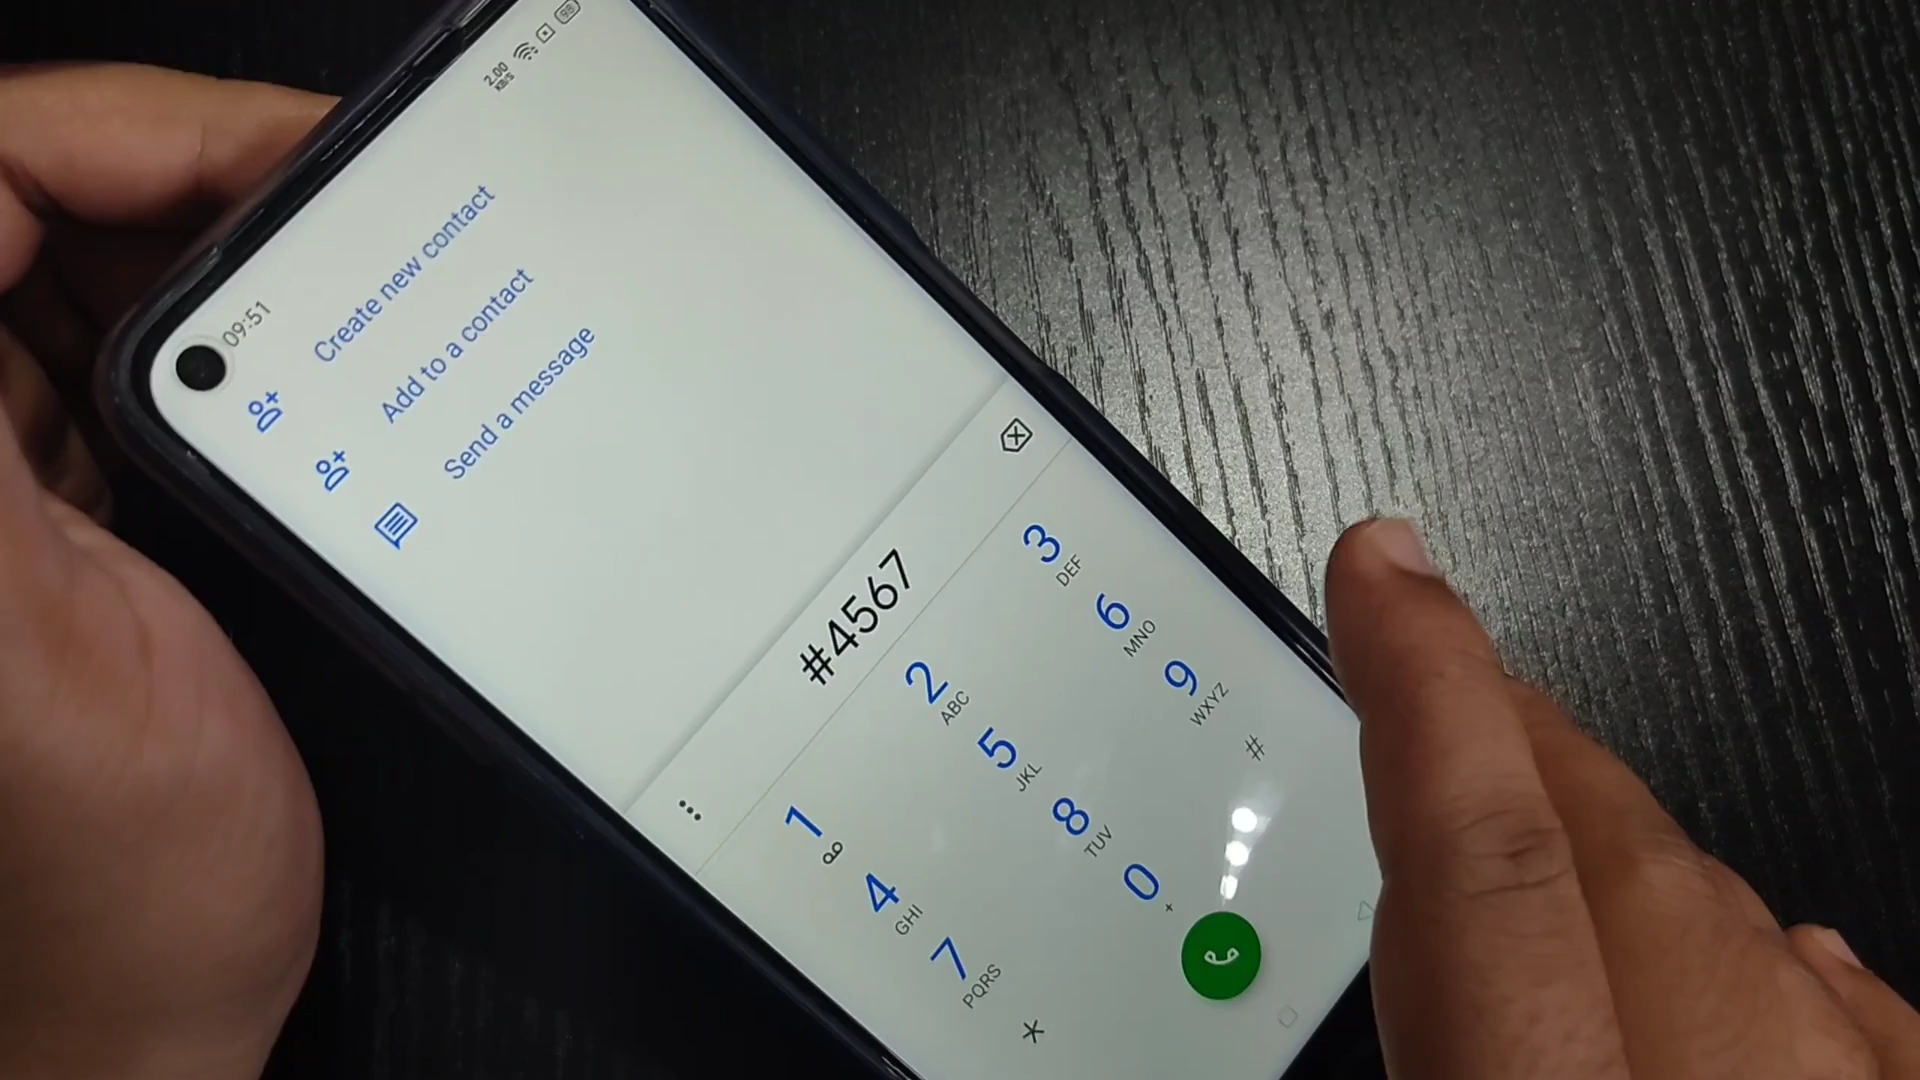 09:51
2.00
KB/S
98
Create new contact
Add to a contact
Send a message
#4567
1
2
ABC
3
DEF
4
GHI
5
JKL
6
MNO
7
PQRS
8
TUV
9
WXYZ
*
0
+
#